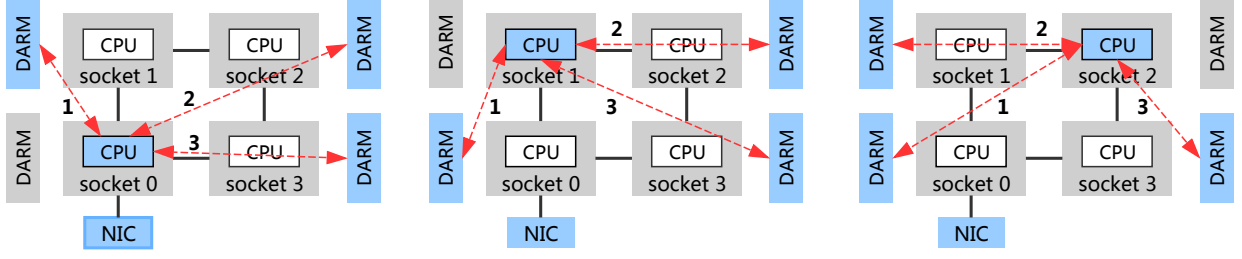 DARM CPU CPU DARM
socket 1 socket 2
1 2
DARM CPU 3 CPU DARM
socket 0 socket 3
NIC
DARM CPU 2 CPU DARM
socket 1 socket 2
1 3
DARM CPU CPU DARM
socket 0 socket 3
NIC
DARM CPU 2 CPU DARM
socket 1 socket 2
1 3
DARM CPU CPU DARM
socket 0 socket 3
NIC